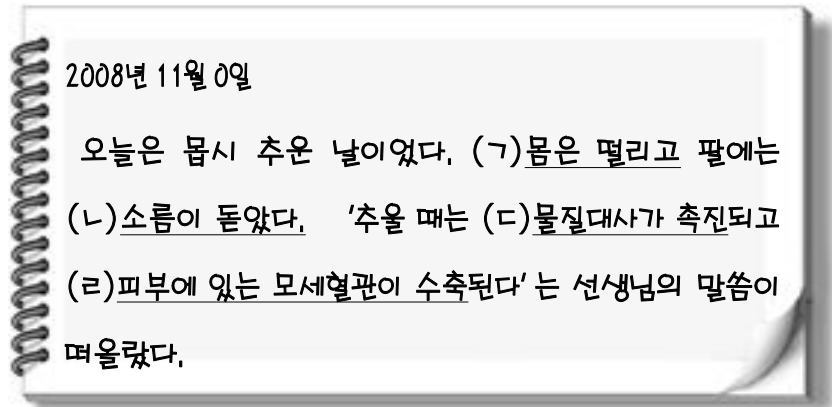 2008년 11월 0일
오늘은 몹시 추운 날이었다. (ㄱ)몸은 떨리고 팔에는
(ㄴ)소름이 돋았다. '추울 때는 (ㄷ)물질대사가 촉진되고
(ㄹ)피부에 있는 모세혈관이 수축된다'는 선생님의 말씀이
떠올랐다.